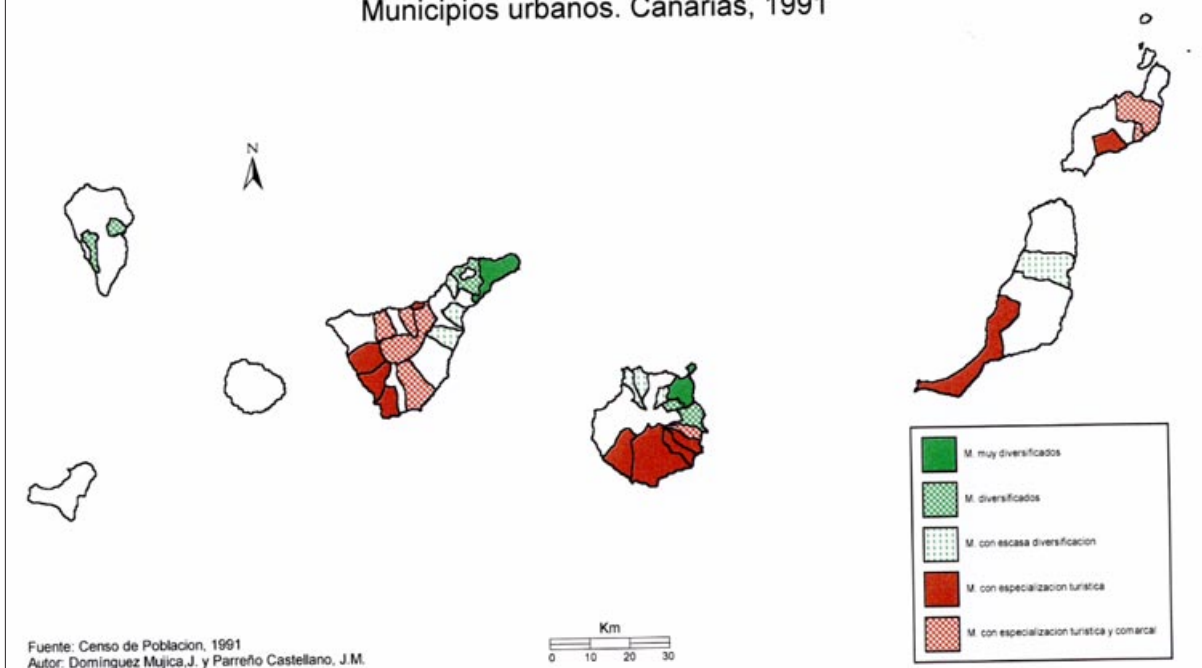 Municipios urbanos. Canarias, 1991
N
M. muy diversificados
M. diversificados
M. con escasa diversificacion
M. con especializacion turistica
M. con especializacion turistica y comarcal
Km
0 10 20 30
Fuente: Censo de Poblacion, 1991
Autor: Dominguez Mujica,J. y Parreño Castellano, J.M.